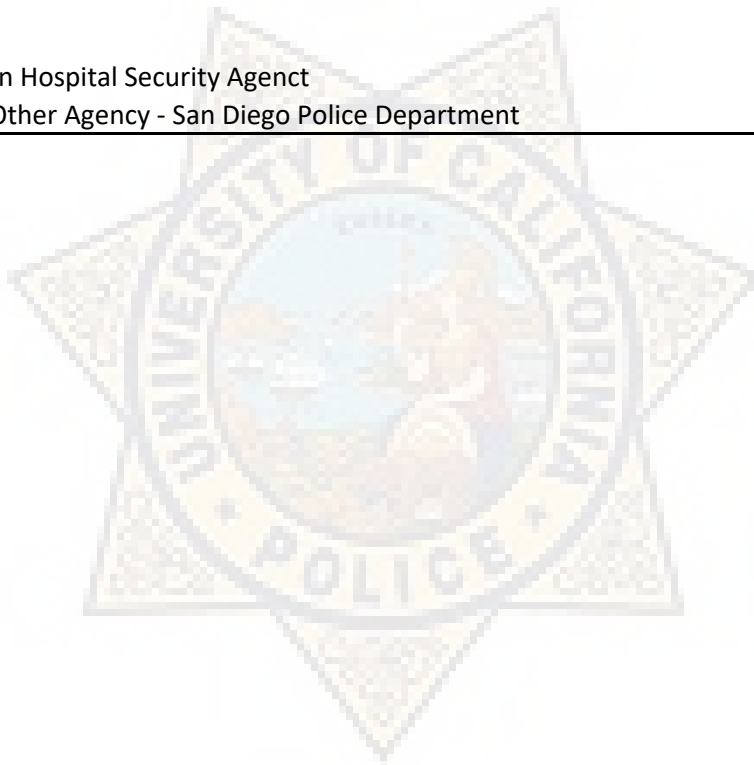 n Hospital Security Agenct
Other Agency - San Diego Police Department
UNIVERSITY OF CALIFORNIA
POLICE